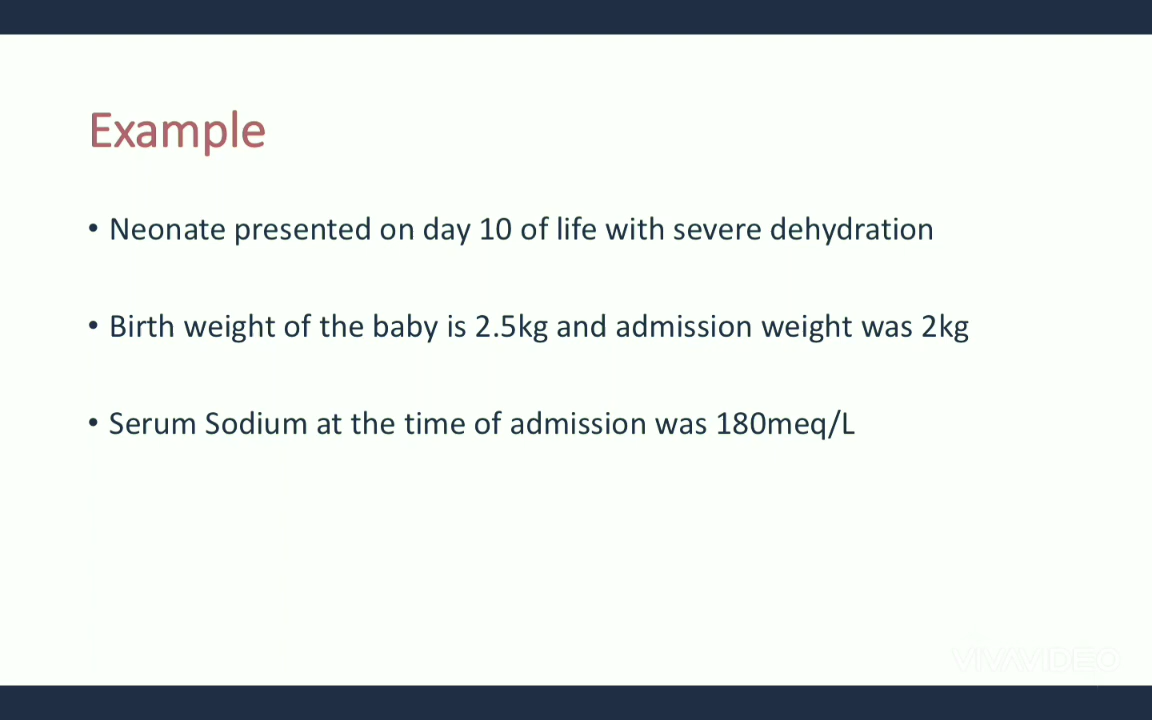 Example
• Neonate presented on day 10 of life with severe dehydration
• Birth weight of the baby is 2.5kg and admission weight was 2kg
• Serum Sodium at the time of admission was 180meq/L
VIVAVIDEO